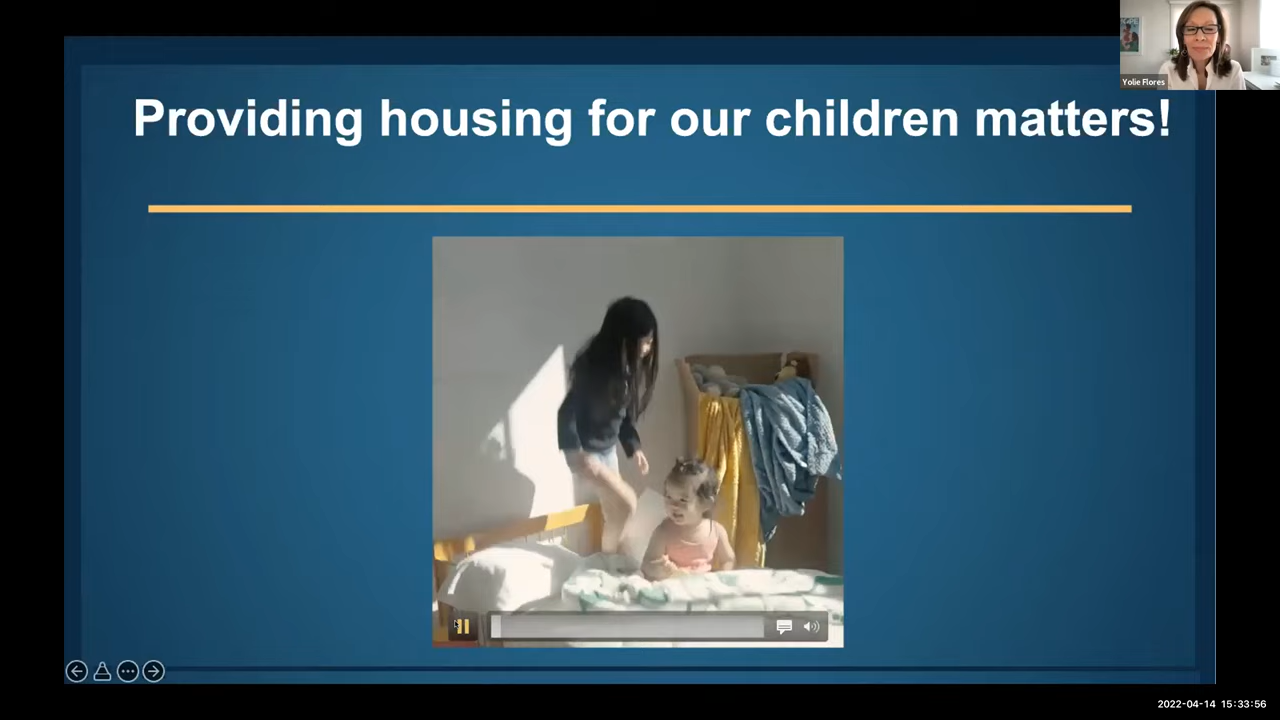 Yolie Flores
Providing housing for our children matters!
2022-04-14 15:33:56